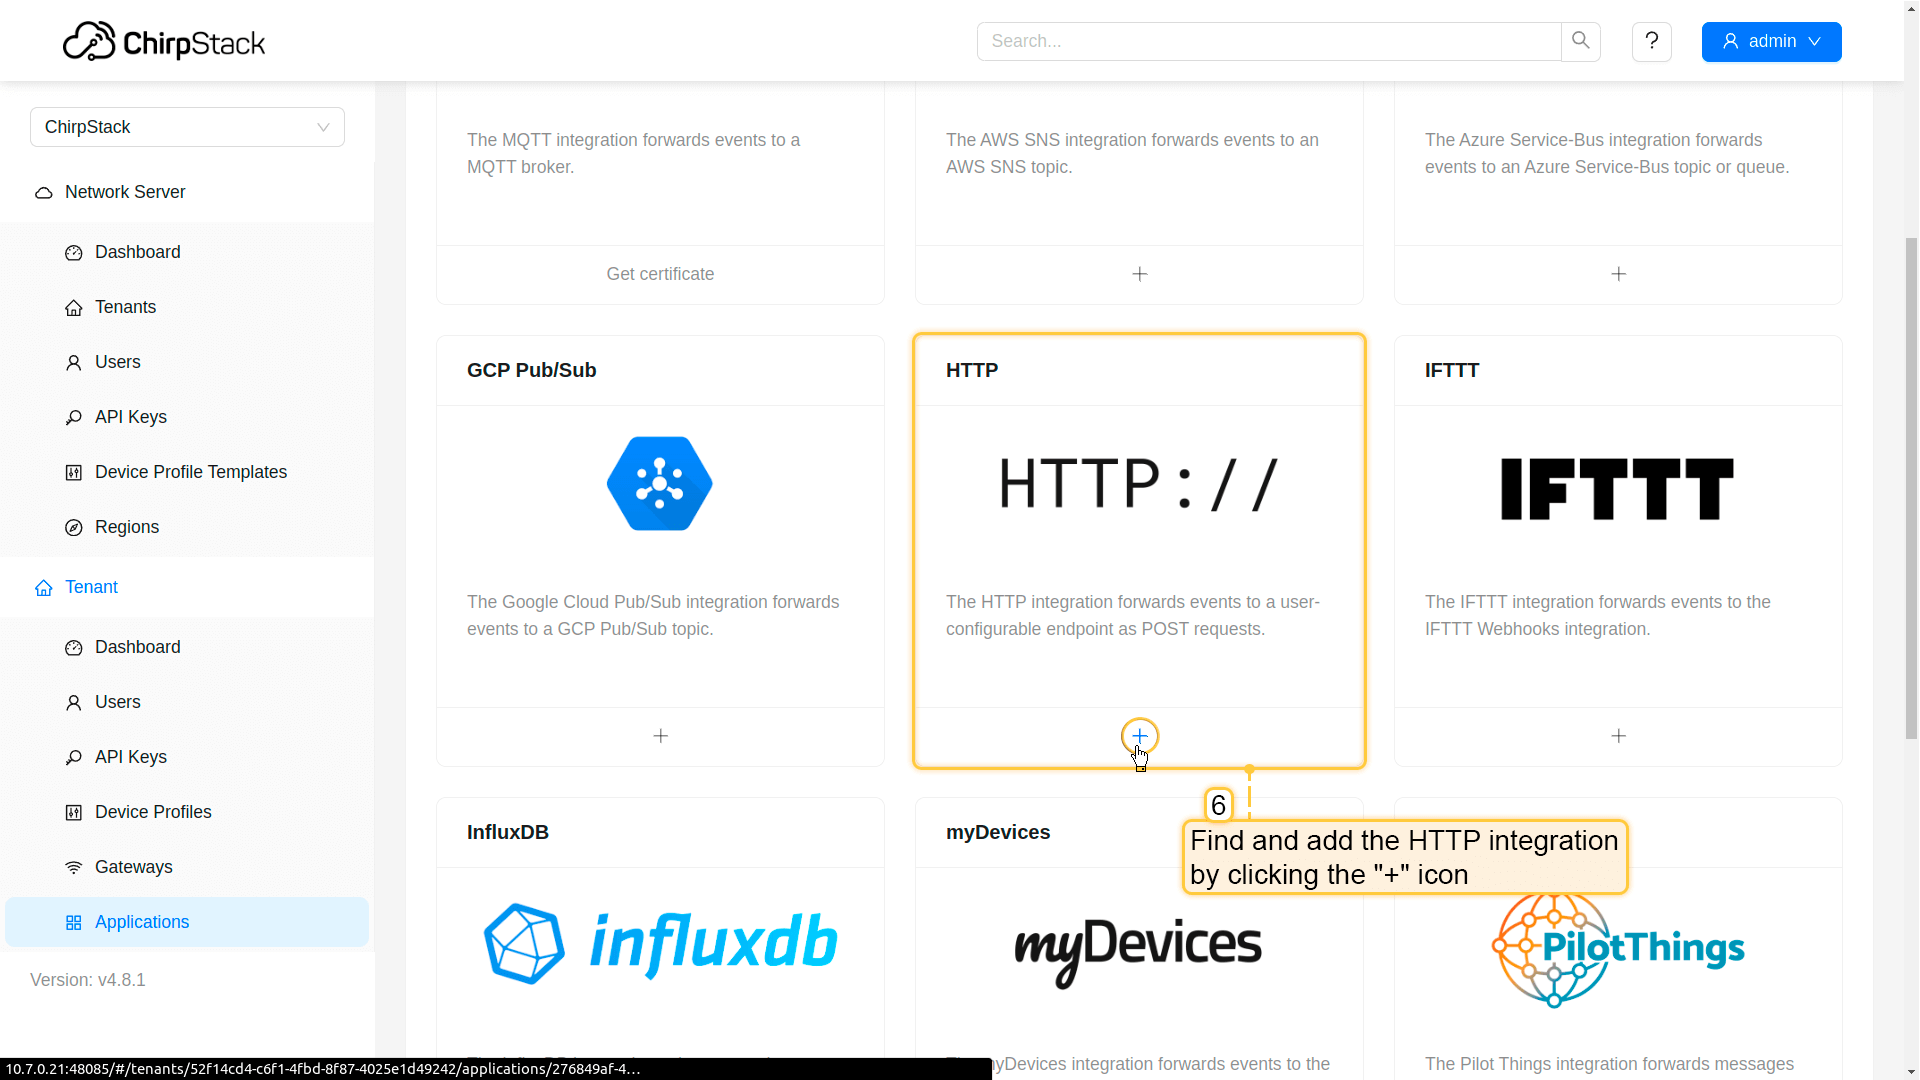 ChirpStack
Search...
?
admin
ChirpStack
Network Server
Dashboard
Tenants
Users
API Keys
Device Profile Templates
Regions
Tenant
Dashboard
Users
API Keys
Device Profiles
Gateways
Applications
Version: v4.8.1
The MQTT integration forwards events to a
MQTT broker.
Get certificate
The AWS SNS integration forwards events to an
AWS SNS topic.
+
The Azure Service-Bus integration forwards
events to an Azure Service-Bus topic or queue.
+
GCP Pub/Sub
The Google Cloud Pub/Sub integration forwards
events to a GCP Pub/Sub topic.
+
HTTP
HTTP://
The HTTP integration forwards events to a user-
configurable endpoint as POST requests.
+
IFTTT
IFTTT
The IFTTT integration forwards events to the
IFTTT Webhooks integration.
+
6
Find and add the HTTP integration
by clicking the "+" icon
InfluxDB
influxdb
myDevices
myDevices
myDevices integration forwards events to the
PilotThings
The Pilot Things integration forwards messages
10.7.0.21:48085/#/tenants/52f14cd4-c6f1-4fbd-8f87-4025e1d49242/applications/276849af-4…